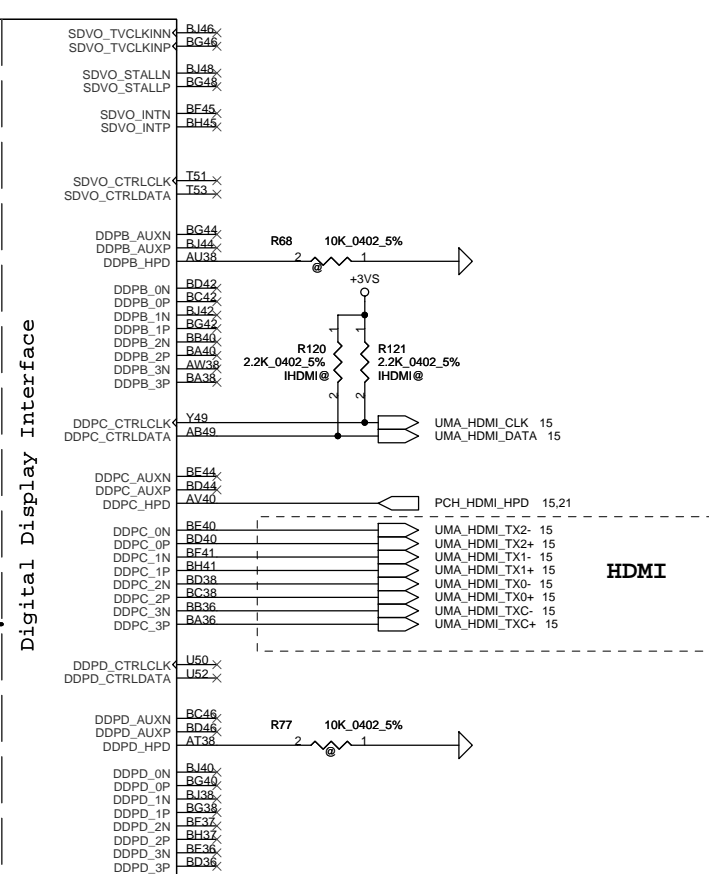 SDVO_TVCLKINN BJ46
SDVO_TVCLKINP BG46
SDVO_STALLN BJ48
SDVO_STALLP BG48
SDVO_INTN BF45
SDVO_INTP BH45
SDVO_CTRLCLK T51
SDVO_CTRLDATA T53
DDPB_AUXN BG44
DDPB_AUXP BJ44
DDPB_HPD AU38
R68 10K_0402_5%
2 @ 1
+3VS
DDPB_0N BD42
DDPB_0P BC42
DDPB_1N BJ42
DDPB_1P BG42
DDPB_2N BB40
DDPB_2P BA40
DDPB_3N AW38
DDPB_3P BA38
1 1
R120 R121
2.2K_0402_5% 2.2K_0402_5%
IHDMI@ IHDMI@
2 2
Digital Display Interface
DDPC_CTRLCLK Y49 UMA_HDMI_CLK 15
DDPC_CTRLDATA AB49 UMA_HDMI_DATA 15
DDPC_AUXN BE44
DDPC_AUXP BD44
DDPC_HPD AV40 PCH_HDMI_HPD 15,21
DDPC_0N BE40 UMA_HDMI_TX2- 15
DDPC_0P BD40 UMA_HDMI_TX2+ 15
DDPC_1N BF41 UMA_HDMI_TX1- 15
DDPC_1P BH41 UMA_HDMI_TX1+ 15
DDPC_2N BD38 UMA_HDMI_TX0- 15
DDPC_2P BC38 UMA_HDMI_TX0+ 15
DDPC_3N BB36 UMA_HDMI_TXC- 15
DDPC_3P BA36 UMA_HDMI_TXC+ 15
HDMI
DDPD_CTRLCLK U50
DDPD_CTRLDATA U52
DDPD_AUXN BC46
DDPD_AUXP BD46
DDPD_HPD AT38
R77 10K_0402_5%
2 @ 1
DDPD_0N BJ40
DDPD_0P BG40
DDPD_1N BJ38
DDPD_1P BG38
DDPD_2N BF37
DDPD_2P BH37
DDPD_3N BE36
DDPD_3P BD36